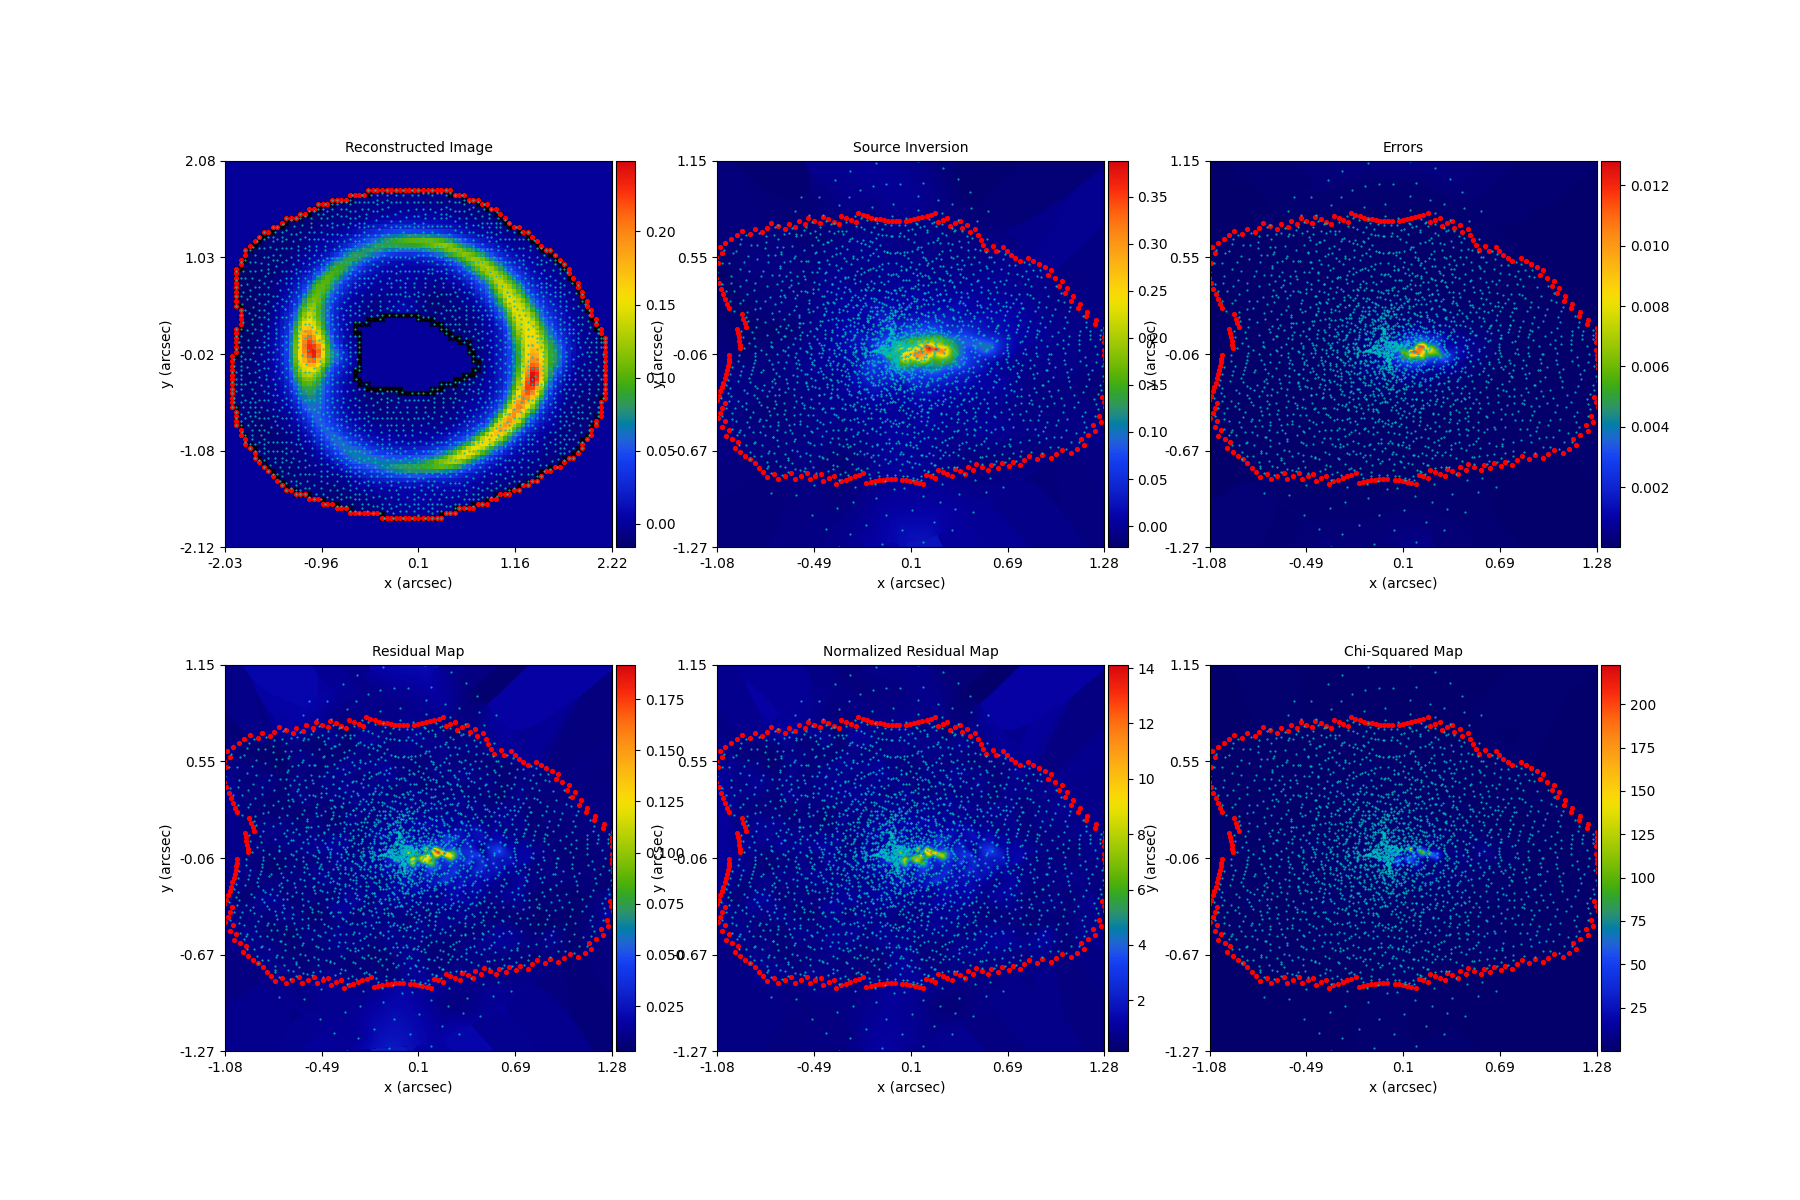 Reconstructed Image
2.08
1.03
-0.02
-1.08
-2.12
y (arcsec)
-2.03 -0.96 0.1 1.16 2.22
x (arcsec)
0.20
0.15
0.10
0.05
0.00
Source Inversion
1.15
0.55
-0.06
-0.67
-1.27
y (arcsec)
-1.08 -0.49 0.1 0.69 1.28
x (arcsec)
0.35
0.30
0.25
0.20
0.15
0.10
0.05
0.00
Errors
1.15
0.55
-0.06
-0.67
-1.27
y (arcsec)
-1.08 -0.49 0.1 0.69 1.28
x (arcsec)
0.012
0.010
0.008
0.006
0.004
0.002
Residual Map
1.15
0.55
-0.06
-0.67
-1.27
y (arcsec)
-1.08 -0.49 0.1 0.69 1.28
x (arcsec)
0.175
0.150
0.125
0.100
0.075
0.050
0.025
Normalized Residual Map
1.15
0.55
-0.06
-0.67
-1.27
y (arcsec)
-1.08 -0.49 0.1 0.69 1.28
x (arcsec)
14
12
10
8
6
4
2
Chi-Squared Map
1.15
0.55
-0.06
-0.67
-1.27
y (arcsec)
-1.08 -0.49 0.1 0.69 1.28
x (arcsec)
200
175
150
125
100
75
50
25